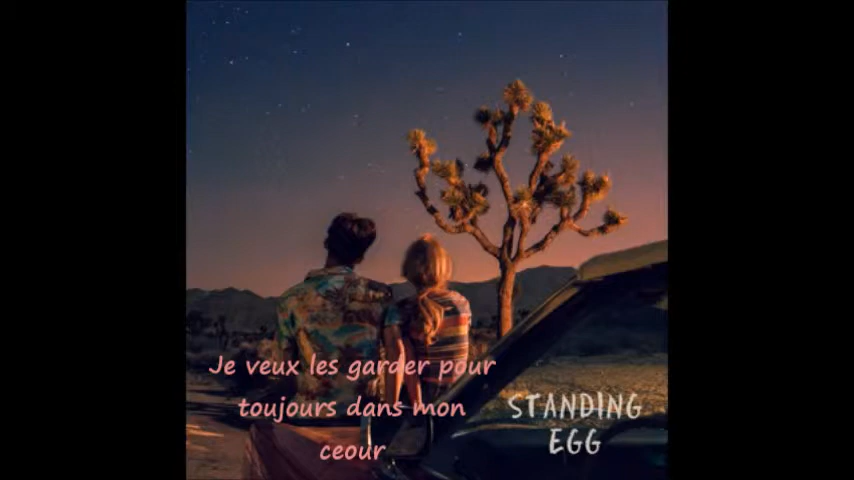 Je veux les garder pour
toujours dans mon
ceour
STANDING
EGG